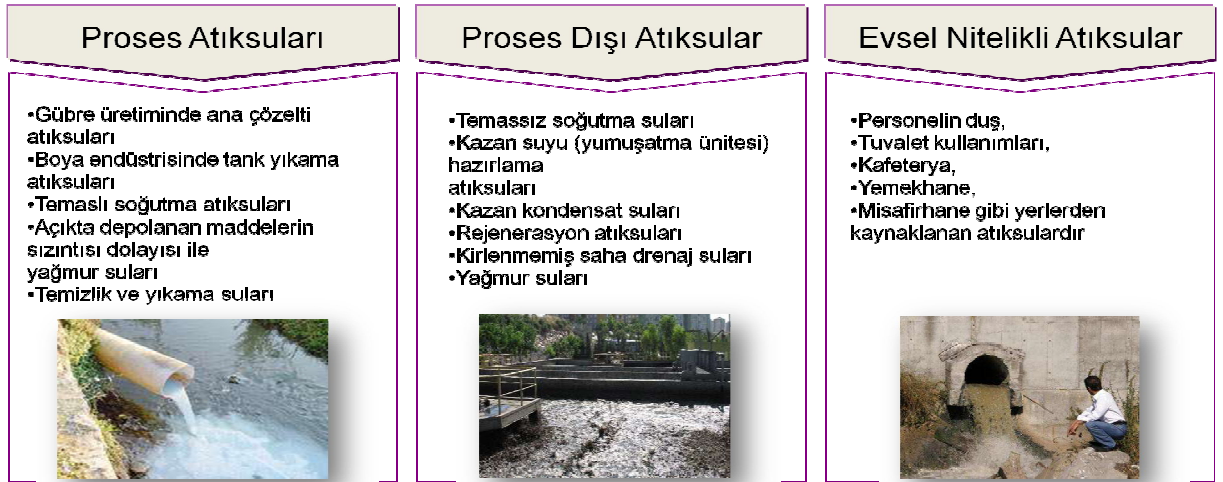 Proses Atıksuları
•Gübre üretiminde ana çözelti
atıksuları
•Boya endüstrisinde tank yıkama
atıksuları
•Temaslı soğutma atıksuları
•Açıkta depolanan maddelerin
sızıntısı dolayısı ile
yağmur suları
•Temizlik ve yıkama suları
Proses Dışı Atıksular
•Temassız soğutma suları
•Kazan suyu (yumuşatma ünitesi)
hazırlama
atıksuları
•Kazan kondensat suları
•Rejenerasyon atıksuları
•Kirlenmemiş saha drenaj suları
•Yağmur suları
Evsel Nitelikli Atıksular
•Personelin duş,
•Tuvalet kullanımları,
•Kafeterya,
•Yemekhane,
•Misafirhane gibi yerlerden
kaynaklanan atıksulardır